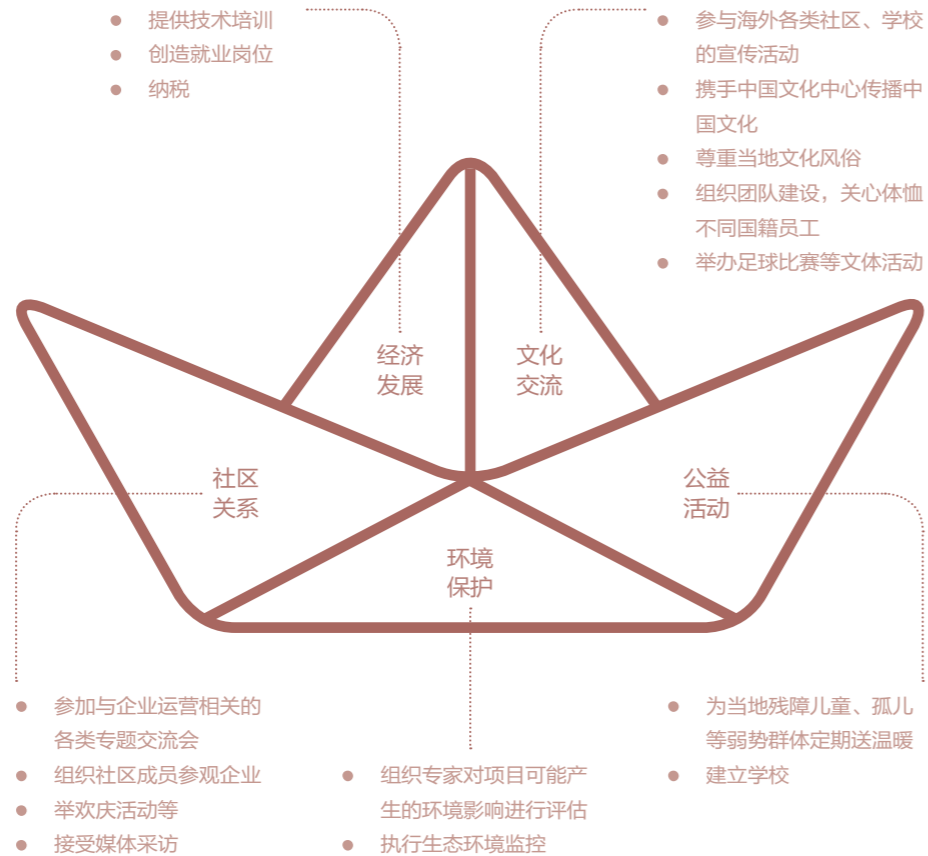 提供技术培训
创造就业岗位
纳税
参与海外各类社区、学校
的宣传活动
携手中国文化中心传播中
国文化
尊重当地文化风俗
组织团队建设，关心体恤
不同国籍员工
举办足球比赛等文体活动
经济
发展
文化
交流
社区
关系
公益
活动
环境
保护
参加与企业运营相关的
各类专题交流会
组织社区成员参观企业
举欢庆活动等
接受媒体采访
组织专家对项目可能产
生的环境影响进行评估
执行生态环境监控
为当地残障儿童、孤儿
等弱势群体定期送温暖
建立学校